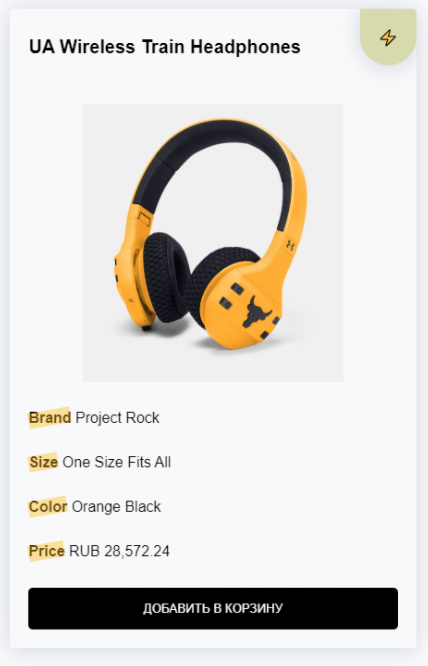 UA Wireless Train Headphones
Brand Project Rock
Size One Size Fits All
Color Orange Black
Price RUB 28,572.24
ДОБАВИТЬ В КОРЗИНУ